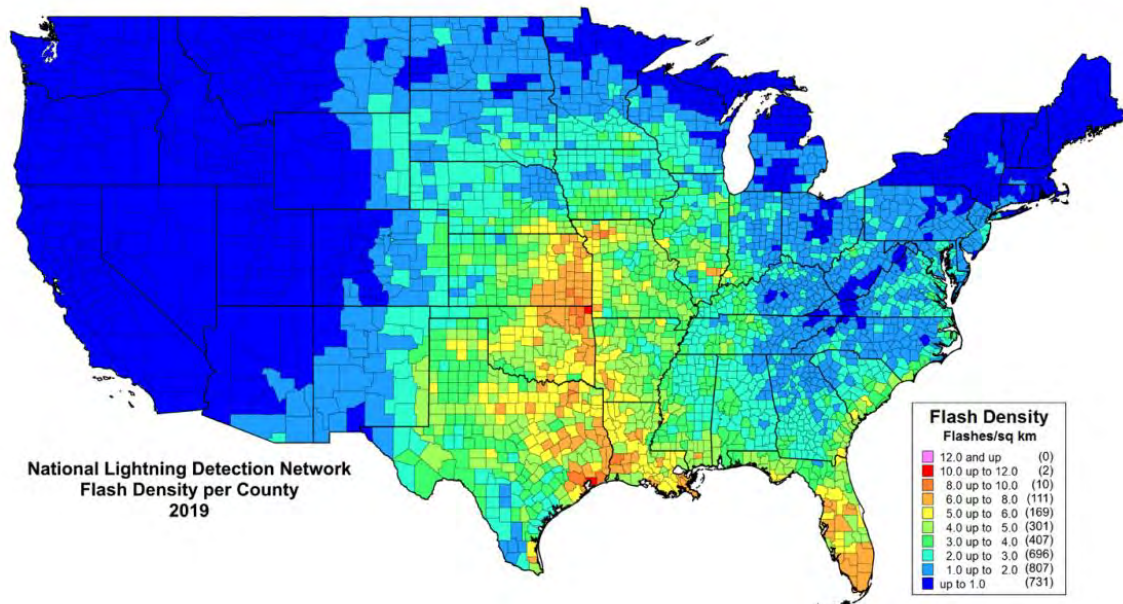 National Lightning Detection Network
Flash Density per County
2019
Flash Density
Flashes/sq km
12.0 and up (0)
10.0 up to 12.0 (2)
8.0 up to 10.0 (10)
6.0 up to 8.0 (111)
5.0 up to 6.0 (169)
4.0 up to 5.0 (301)
3.0 up to 4.0 (407)
2.0 up to 3.0 (696)
1.0 up to 2.0 (807)
up to 1.0 (731)